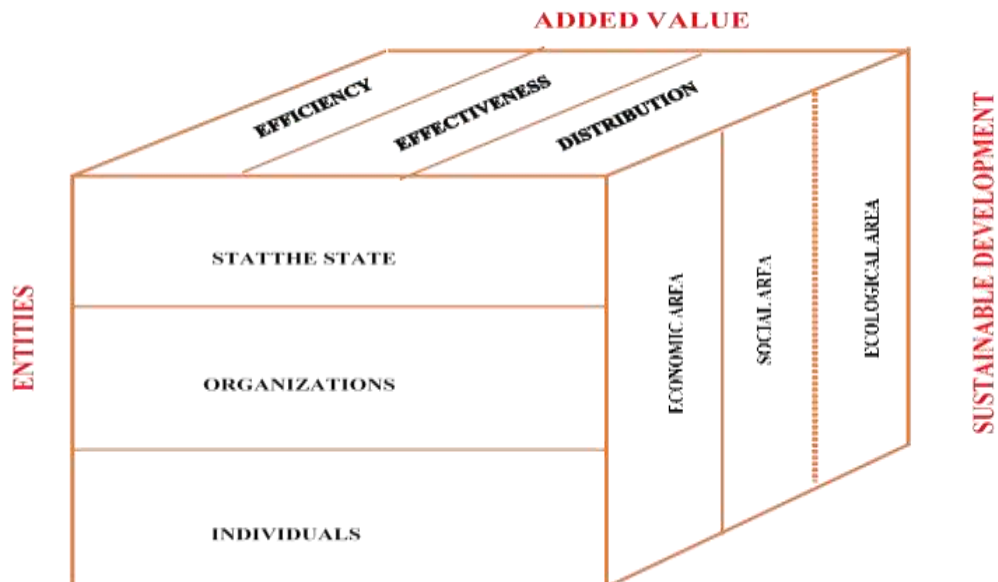 ADDED VALUE
EFFICIENCY
EFFECTIVENESS
DISTRIBUTION
STATTHE STATE
ORGANIZATIONS
INDIVIDUALS
ENTITIES
ECONOMIC AREA
SOCIAL AREA
ECOLOGICAL AREA
SUSTAINABLE DEVELOPMENT